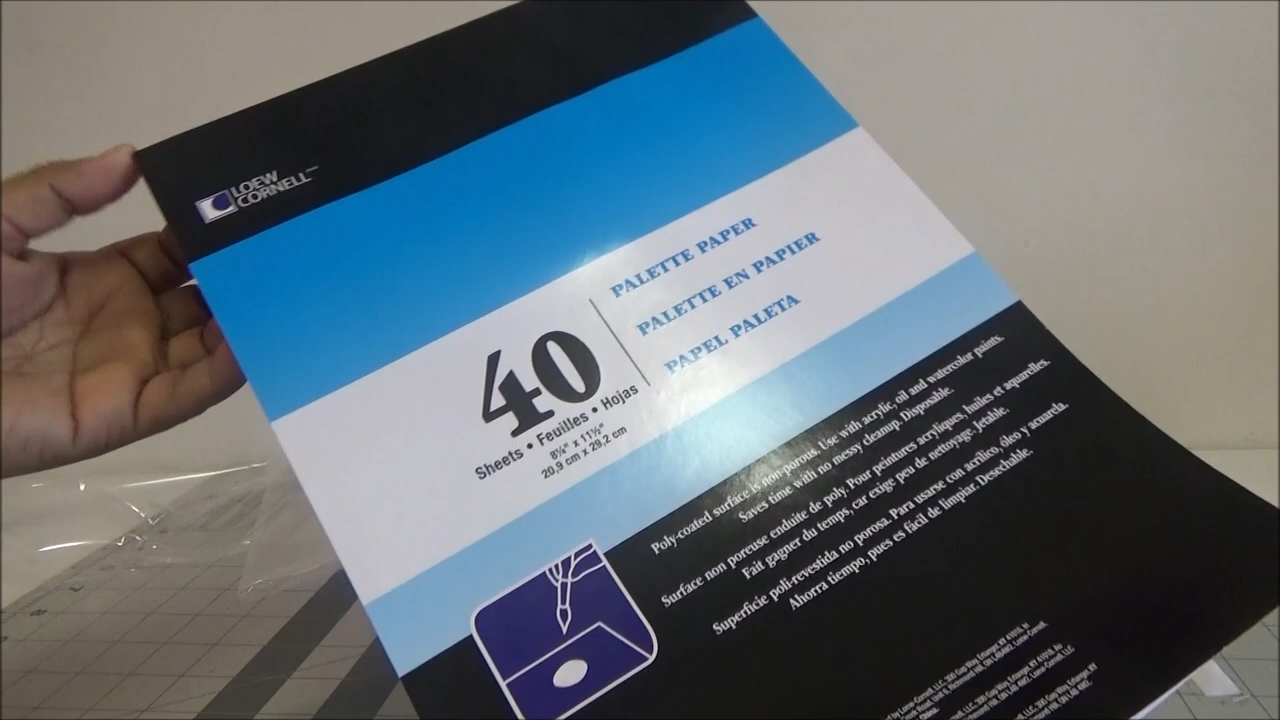 LOEW
CORNELL
PALETTE PAPER
PALETTE EN PAPIER
PAPEL PALETA
40
Sheets • Feuilles • Hojas
8¼" x 11½"
20,9 cm x 29,2 cm
Poly-coated surface is non-porous. Use with acrylic, oil and watercolor paints.
Saves time with no messy cleanup. Disposable.
Surface non poreuse enduite de poly. Pour peintures acryliques, huiles et aquarelles.
Fait gagner du temps, car exige peu de nettoyage. Jetable.
Superficie poli-revestida no porosa. Para usarse con acrílico, óleo y acuarela.
Ahorra tiempo, pues es fácil de limpiar. Desechable.